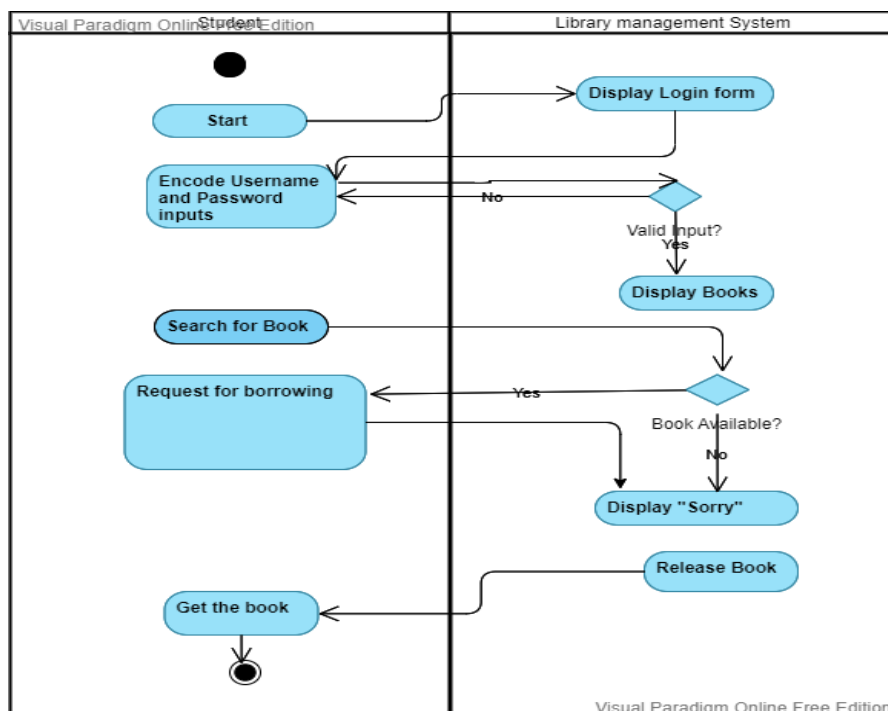 Visual Paradigm Online Free Edition
Student
Library management System
Display Login form
Start
Encode Username
and Password
inputs
No
Valid Input?
Yes
Display Books
Search for Book
Request for borrowing
Yes
Book Available?
No
Display "Sorry"
Release Book
Get the book
Visual Paradigm Online Free Edition